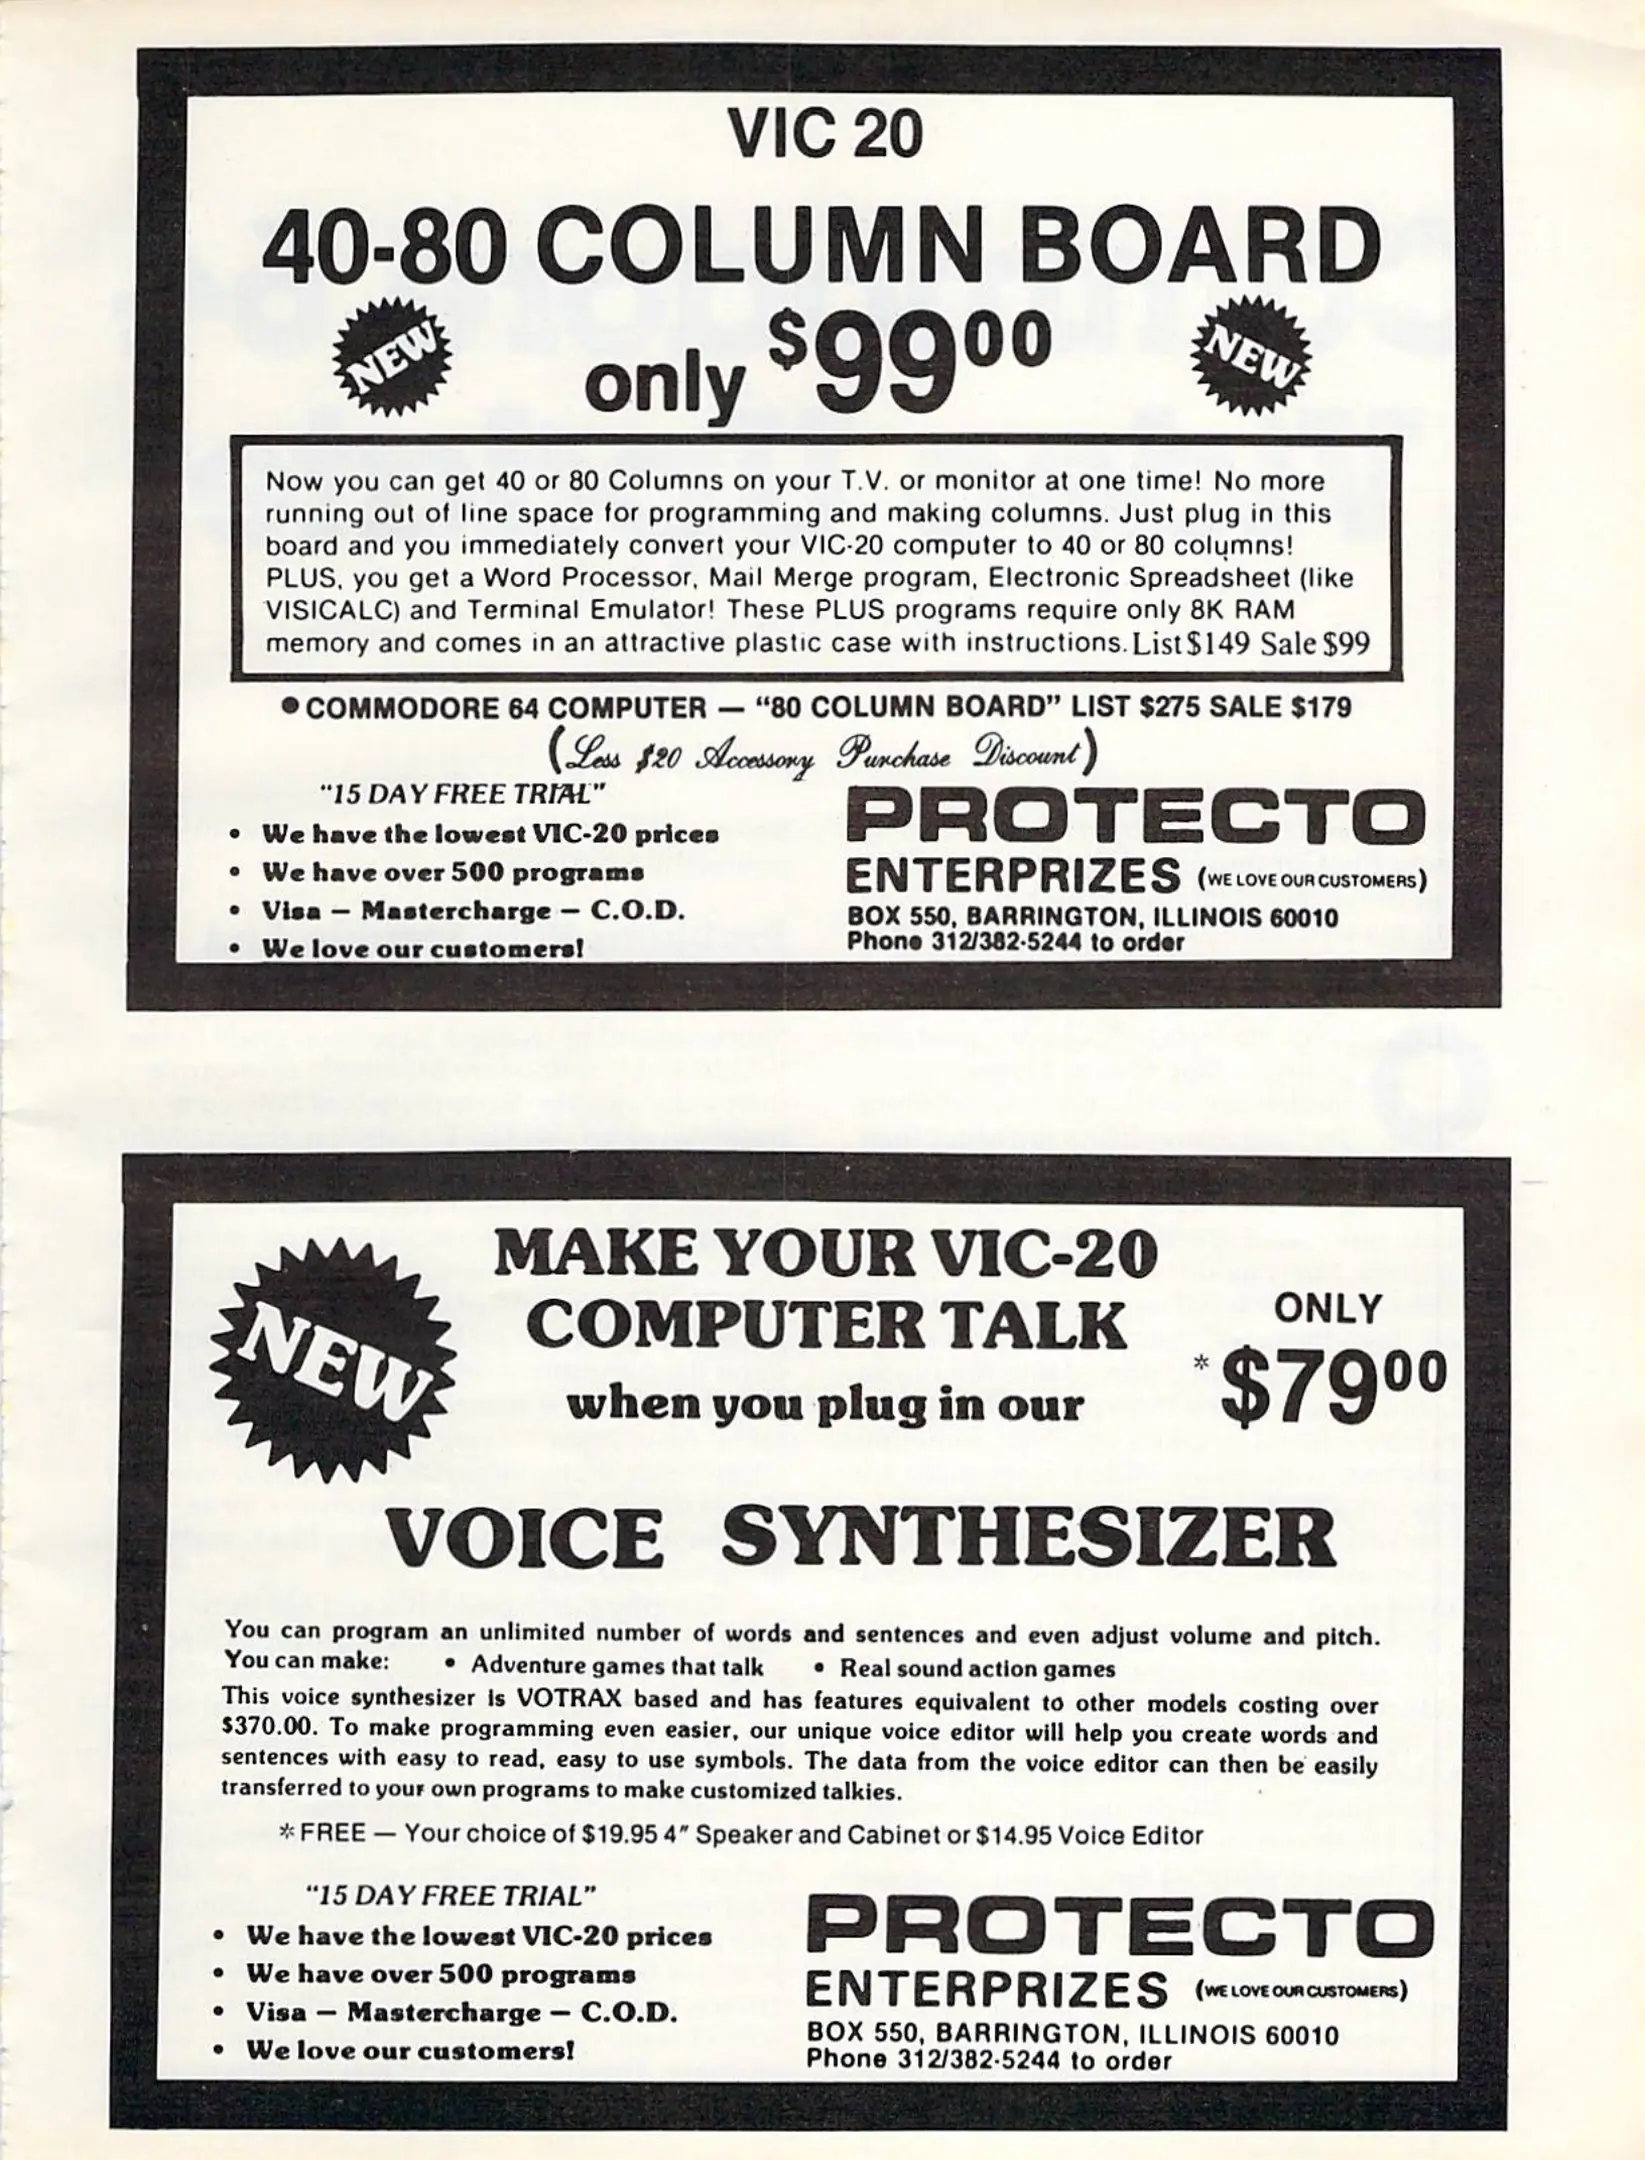 VIC 20
40-80 COLUMN BOARD
NEW
only $9900
NEW
Now you can get 40 or 80 Columns on your T.V. or monitor at one time! No more
running out of line space for programming and making columns. Just plug in this
board and you immediately convert your VIC-20 computer to 40 or 80 columns!
PLUS, you get a Word Processor, Mail Merge program, Electronic Spreadsheet (like
VISICALC) and Terminal Emulator! These PLUS programs require only 8K RAM
memory and comes in an attractive plastic case with instructions. List $149 Sale $99
• COMMODORE 64 COMPUTER — “80 COLUMN BOARD” LIST $275 SALE $179
(Less $20 Accessory Purchase Discount)
"15 DAY FREE TRIAL"
• We have the lowest VIC-20 prices
• We have over 500 programs
• Visa — Mastercharge — C.O.D.
• We love our customers!
PROTECTO
ENTERPRIZES (WE LOVE OUR CUSTOMERS)
BOX 550, BARRINGTON, ILLINOIS 60010
Phone 312/382-5244 to order
NEW
MAKE YOUR VIC-20
COMPUTER TALK
when you plug in our
ONLY
* $7900
VOICE SYNTHESIZER
You can program an unlimited number of words and sentences and even adjust volume and pitch.
You can make: • Adventure games that talk • Real sound action games
This voice synthesizer is VOTRAX based and has features equivalent to other models costing over
$370.00. To make programming even easier, our unique voice editor will help you create words and
sentences with easy to read, easy to use symbols. The data from the voice editor can then be easily
transferred to your own programs to make customized talkies.
* FREE — Your choice of $19.95 4" Speaker and Cabinet or $14.95 Voice Editor
"15 DAY FREE TRIAL"
• We have the lowest VIC-20 prices
• We have over 500 programs
• Visa — Mastercharge — C.O.D.
• We love our customers!
PROTECTO
ENTERPRIZES (WE LOVE OUR CUSTOMERS)
BOX 550, BARRINGTON, ILLINOIS 60010
Phone 312/382-5244 to order